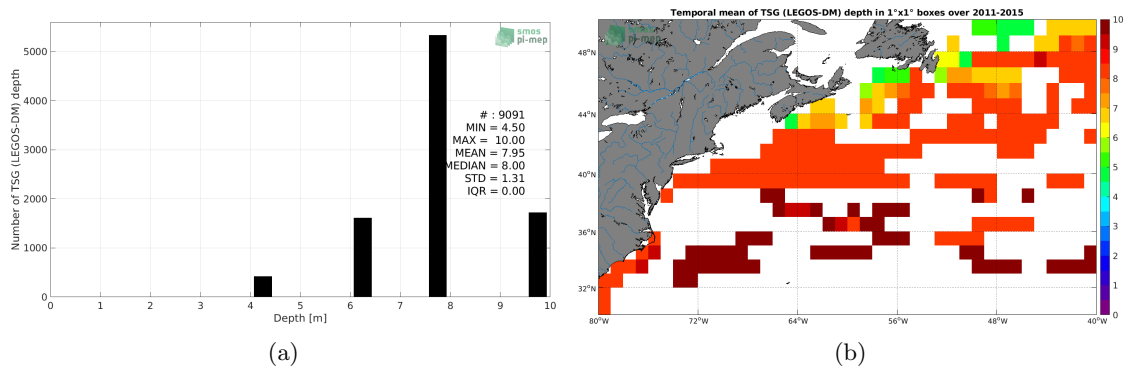 smos
pi-mep
Number of TSG (LEGOS-DM) depth
5000
4000
3000
2000
1000
0
# : 9091
MIN = 4.50
MAX = 10.00
MEAN = 7.95
MEDIAN = 8.00
STD = 1.31
IQR = 0.00
0 1 2 3 4 5 6 7 8 9 10
Depth [m]
(a)
Temporal mean of TSG (LEGOS-DM) depth in 1°x1° boxes over 2011-2015
smos
pi-mep
48°N
44°N
40°N
36°N
32°N
80°W 72°W 64°W 56°W 48°W 40°W
10
9
8
7
6
5
4
3
2
1
0
(b)